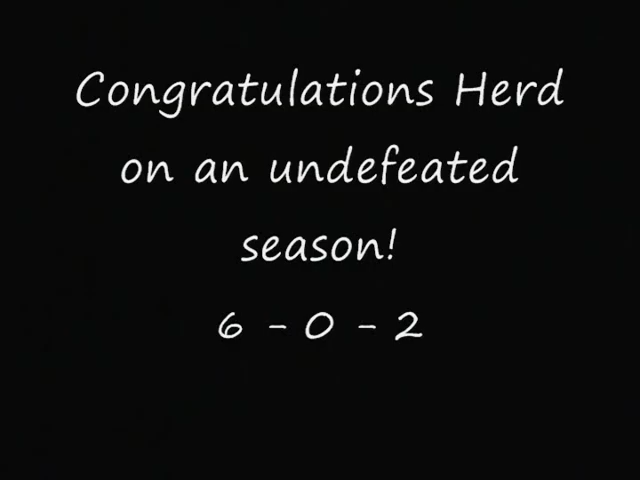 Congratulations Herd
on an undefeated
season!
6 - 0 - 2